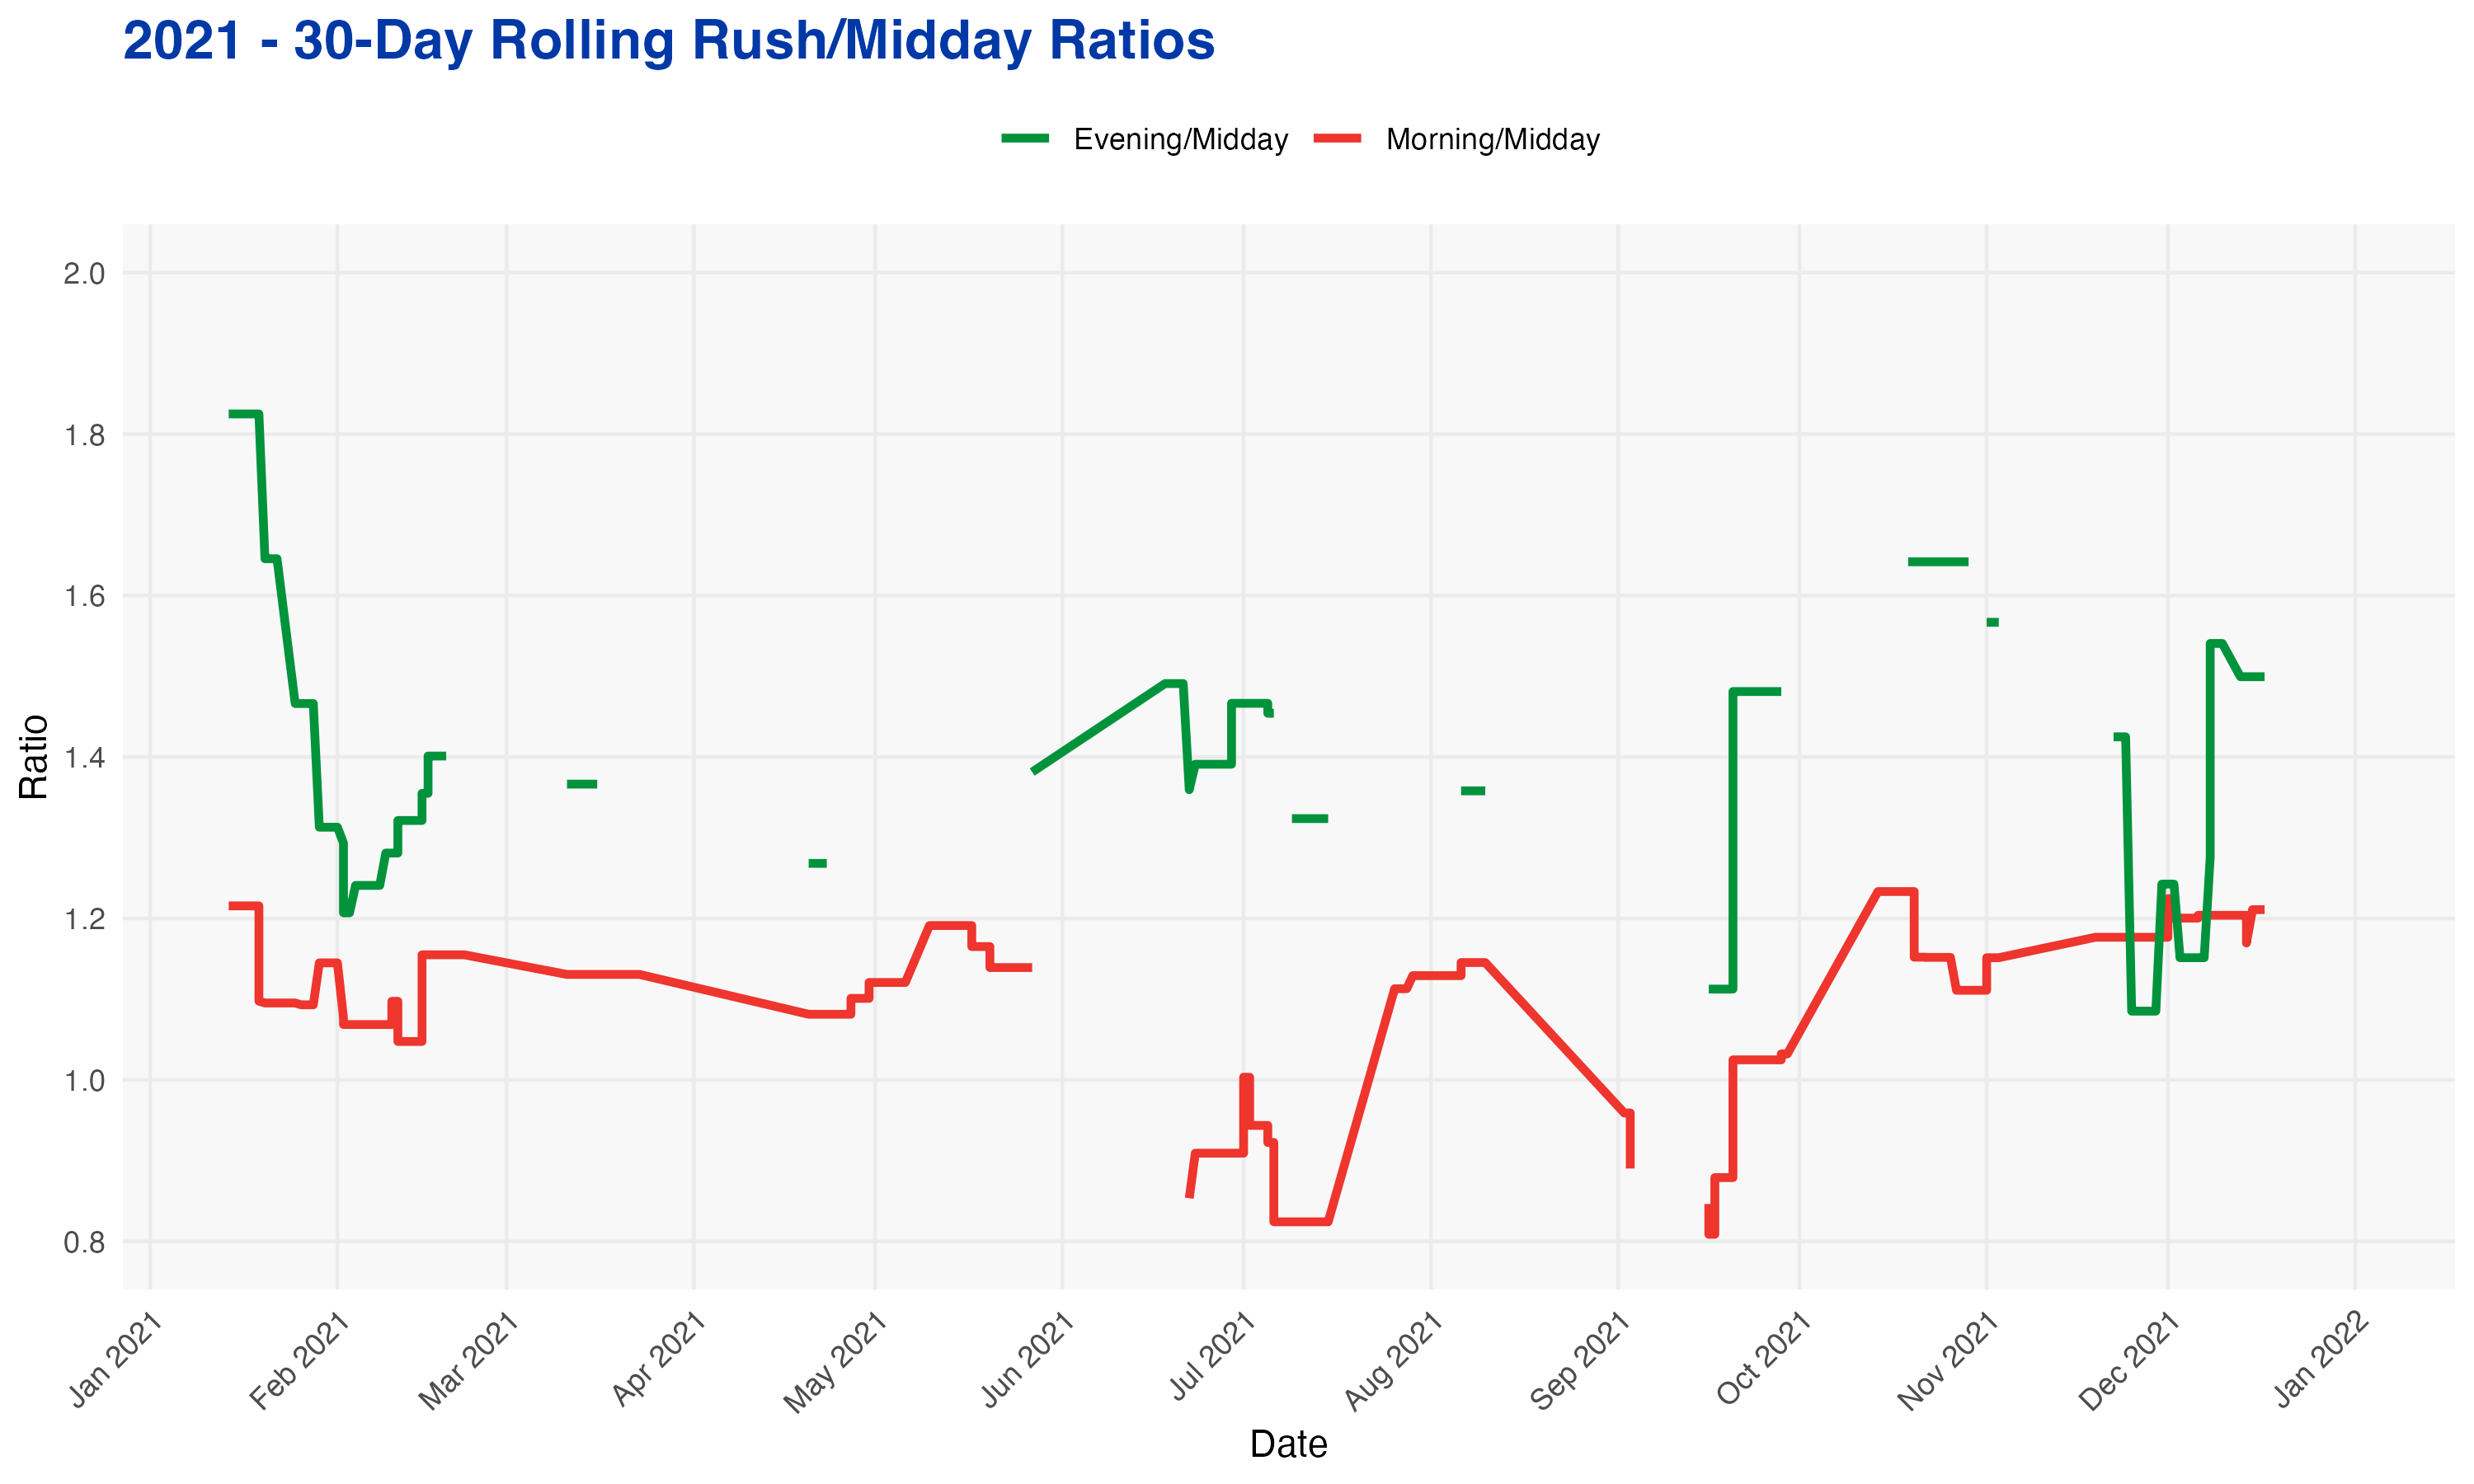 2021 - 30-Day Rolling Rush/Midday Ratios
Evening/Midday Morning/Midday
2.0
1.8
1.6
1.4
1.2
1.0
0.8
Ratio
Jan 2021 Feb 2021 Mar 2021 Apr 2021 May 2021 Jun 2021 Jul 2021 Aug 2021 Sep 2021 Oct 2021 Nov 2021 Dec 2021 Jan 2022
Date